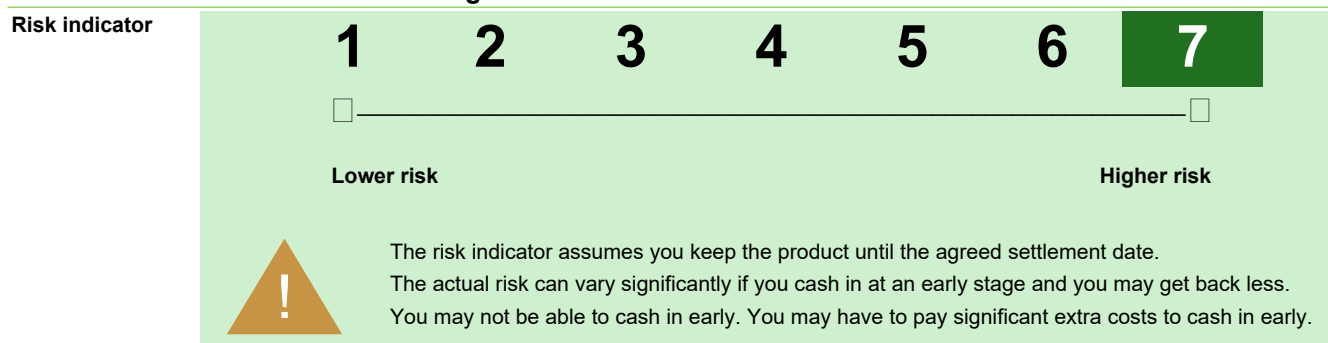 Risk indicator
1 2 3 4 5 6 7
Lower risk Higher risk
The risk indicator assumes you keep the product until the agreed settlement date.
! The actual risk can vary significantly if you cash in at an early stage and you may get back less.
You may not be able to cash in early. You may have to pay significant extra costs to cash in early.